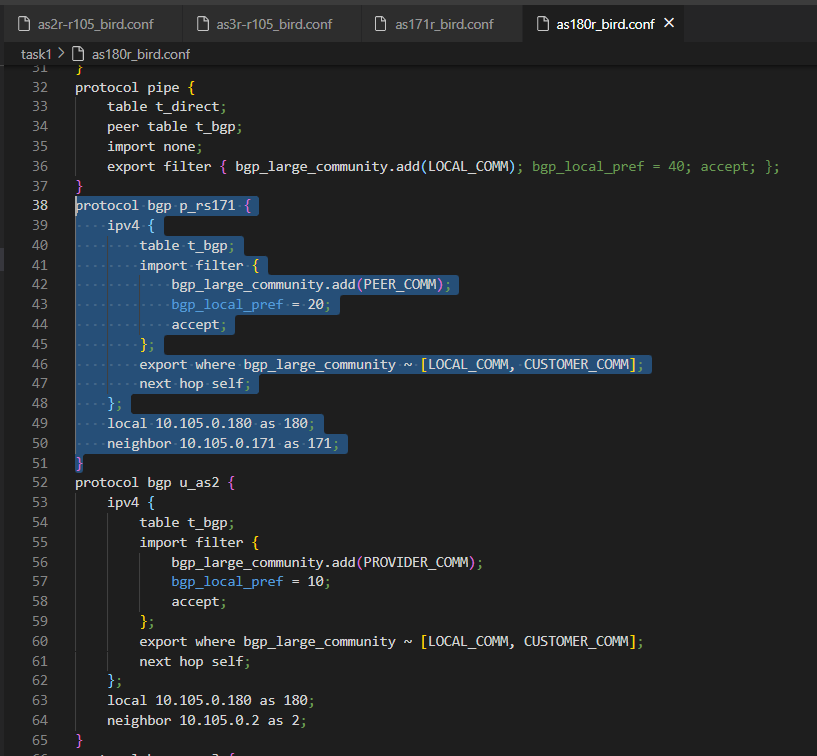 as2r-r105_bird.conf as3r-r105_bird.conf as171r_bird.conf as180r_bird.conf ×
task1 > as180r_bird.conf
31 }
32 protocol pipe {
33     table t_direct;
34     peer table t_bgp;
35     import none;
36     export filter { bgp_large_community.add(LOCAL_COMM); bgp_local_pref = 40; accept; };
37 }
38 protocol bgp p_rs171 {
39     ipv4 {
40         table t_bgp;
41         import filter {
42             bgp_large_community.add(PEER_COMM);
43             bgp_local_pref = 20;
44             accept;
45         };
46         export where bgp_large_community ~ [LOCAL_COMM, CUSTOMER_COMM];
47         next hop self;
48     };
49     local 10.105.0.180 as 180;
50     neighbor 10.105.0.171 as 171;
51 }
52 protocol bgp u_as2 {
53     ipv4 {
54         table t_bgp;
55         import filter {
56             bgp_large_community.add(PROVIDER_COMM);
57             bgp_local_pref = 10;
58             accept;
59         };
60         export where bgp_large_community ~ [LOCAL_COMM, CUSTOMER_COMM];
61         next hop self;
62     };
63     local 10.105.0.180 as 180;
64     neighbor 10.105.0.2 as 2;
65 }